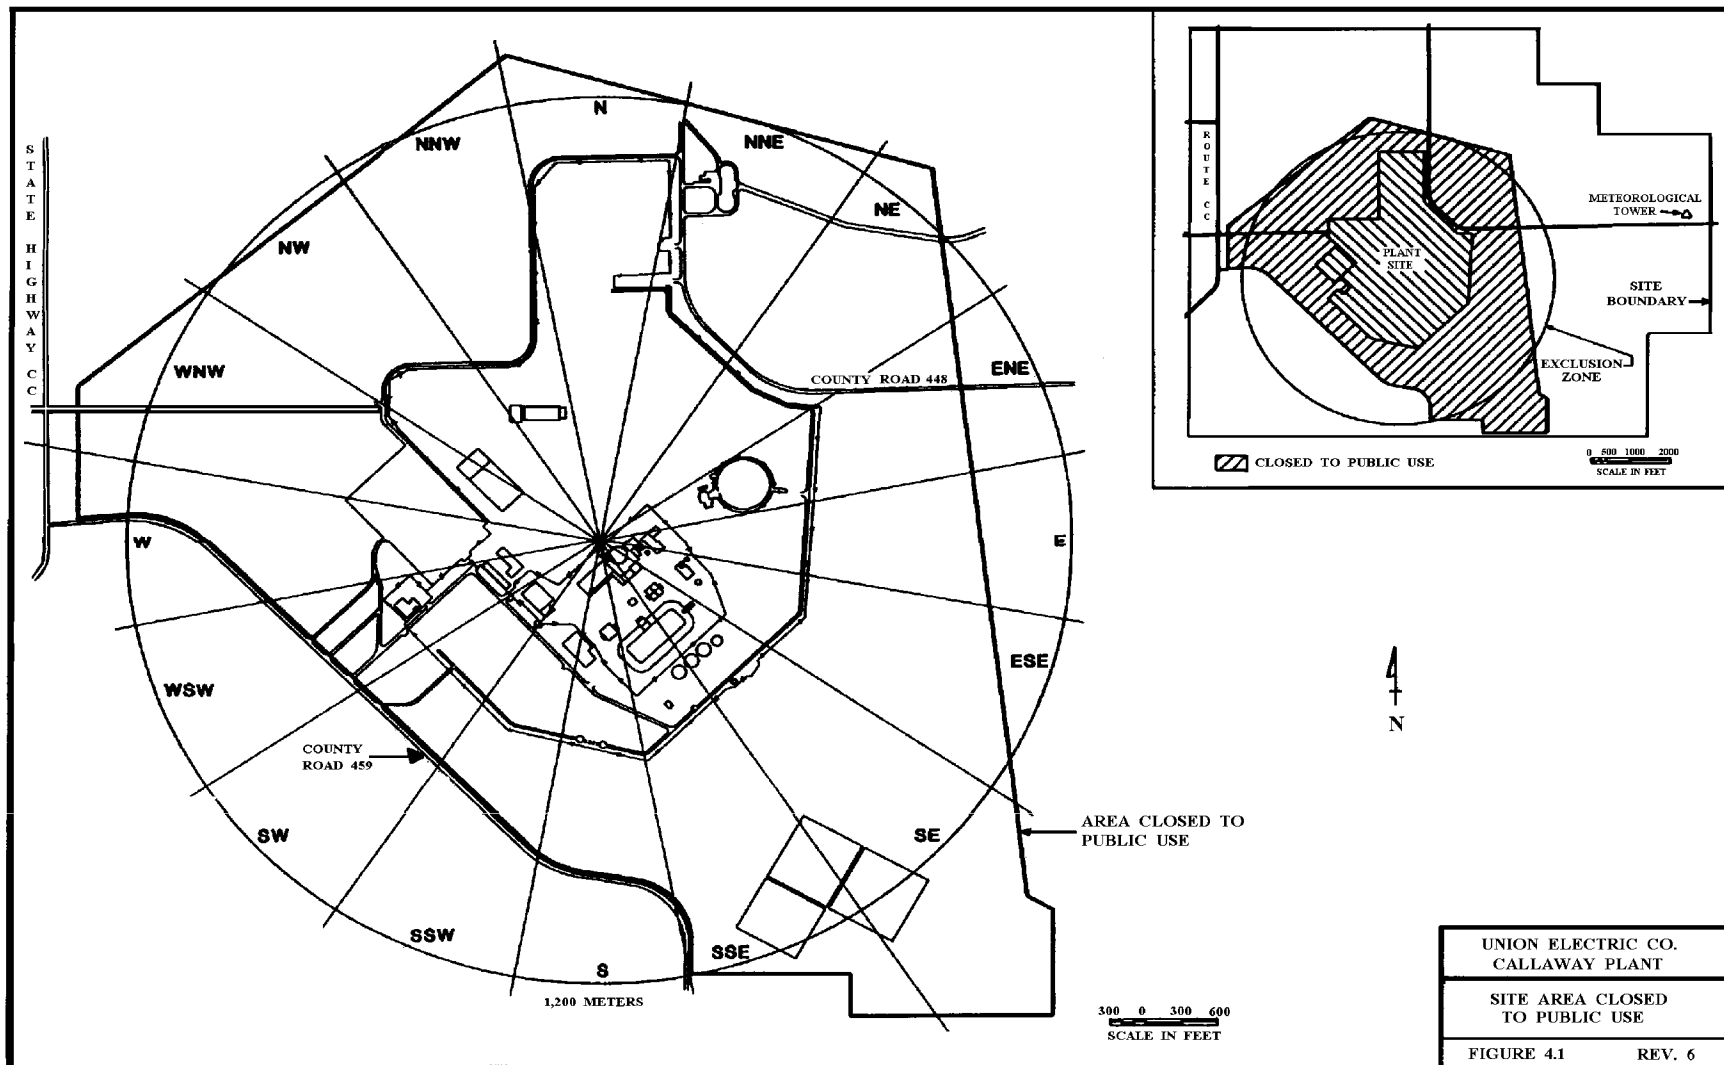 N
NNW
NNE
STATE HIGHWAY CC
NW
NE
WNW
ENE
COUNTY ROAD 448
W
E
WSW
ESE
COUNTY
ROAD 459
SW
SE
AREA CLOSED TO
PUBLIC USE
SSW
SSE
S
1,200 METERS
300 0 300 600
SCALE IN FEET
ROUTE CC
METEOROLOGICAL
TOWER
PLANT
SITE
SITE
BOUNDARY
EXCLUSION
ZONE
CLOSED TO PUBLIC USE
0 500 1000 2000
SCALE IN FEET
N
UNION ELECTRIC CO.
CALLAWAY PLANT
SITE AREA CLOSED
TO PUBLIC USE
FIGURE 4.1 REV. 6